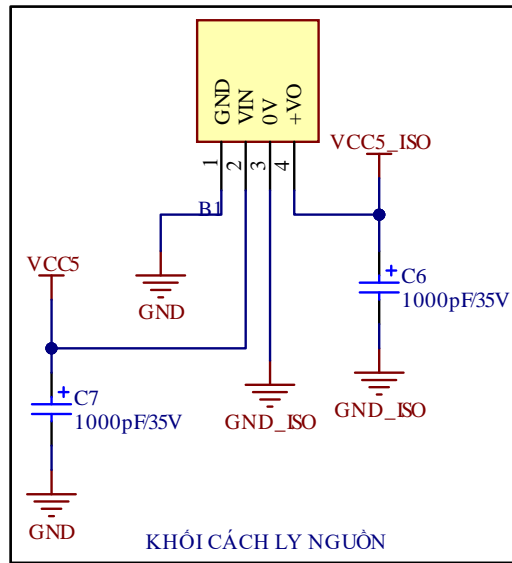 GND
VIN
0V
+VO
1
2
3
4
B1
VCC5_ISO
C6
1000pF/35V
GND
VCC5
C7
1000pF/35V
GND_ISO
GND_ISO
GND
KHỐI CÁCH LY NGUỒN